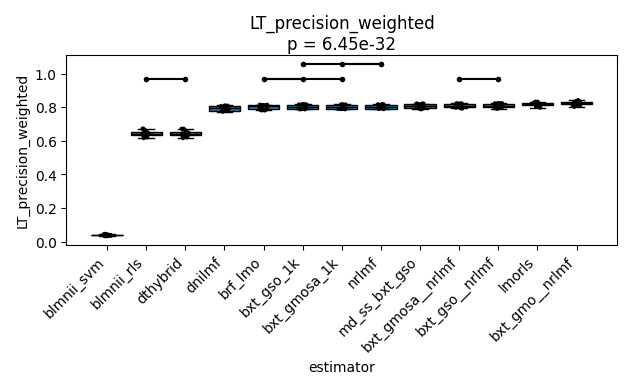 LT_precision_weighted
p = 6.45e-32
LT_precision_weighted
1.0
0.8
0.6
0.4
0.2
0.0
blmnii_svm
blmnii_rls
dthybrid
dnilmf
brf_lmo
bxt_gso_1k
bxt_gmosa_1k
nrlmf
md_ss_bxt_gso
bxt_gmosa__nrlmf
bxt_gso__nrlmf
lmorls
bxt_gmo__nrlmf
estimator